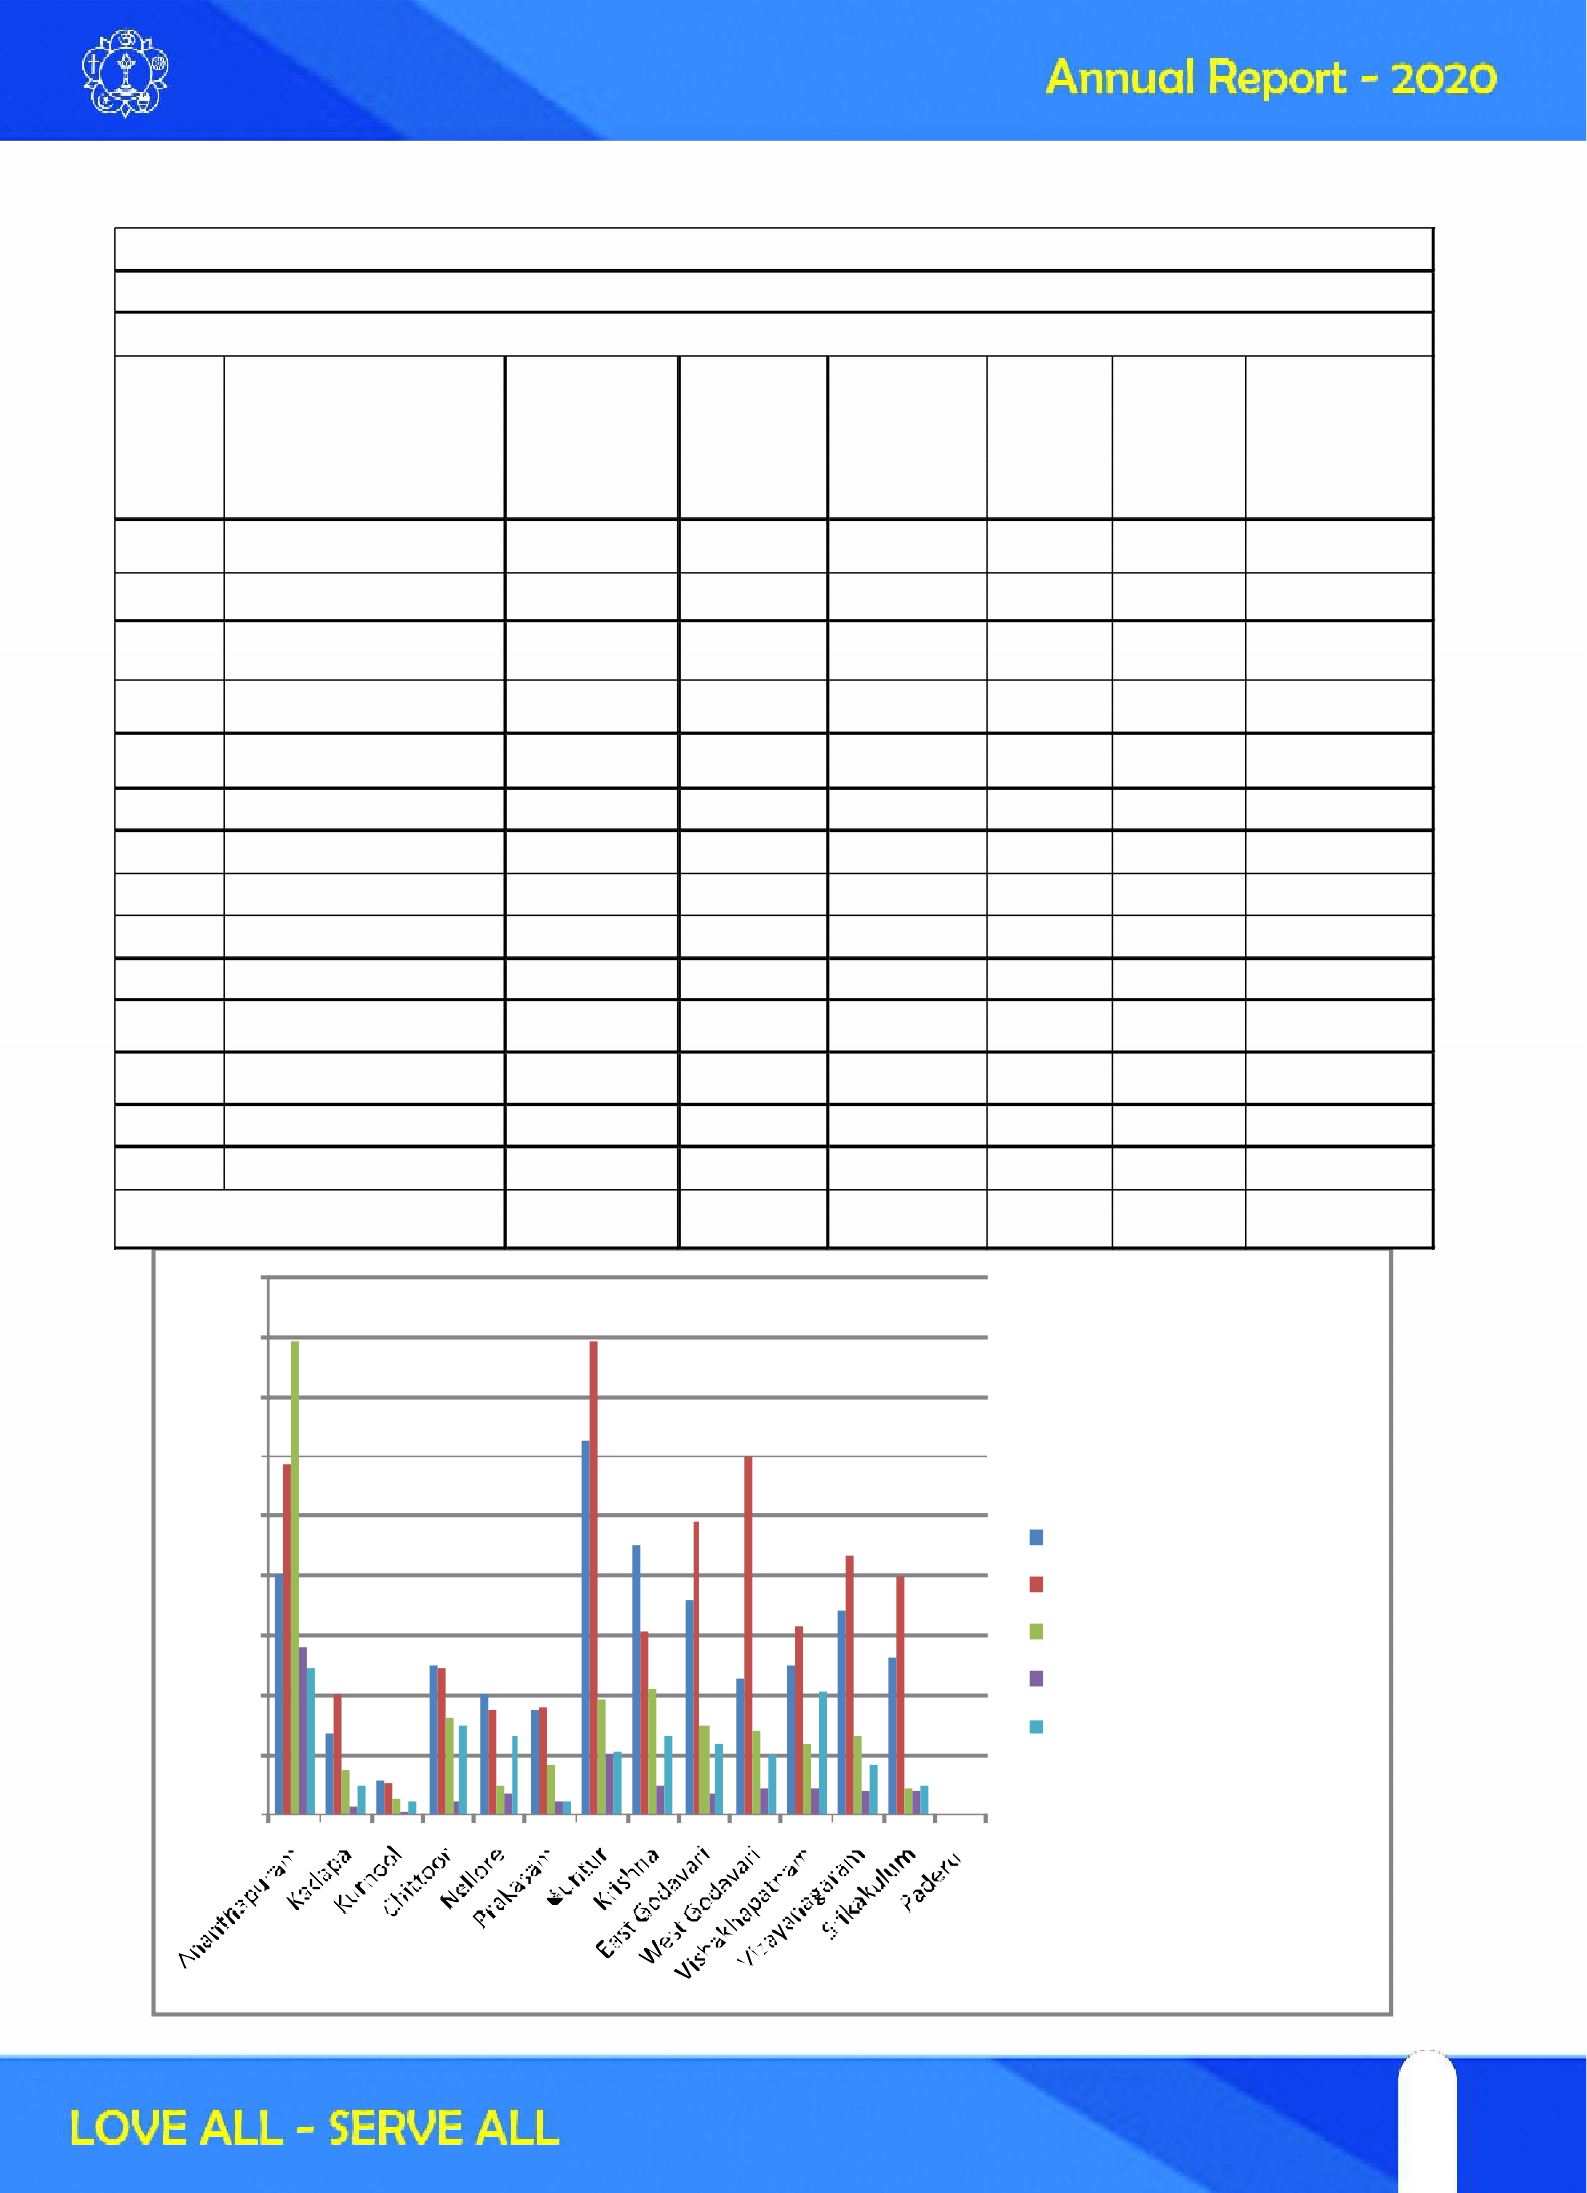 Annual Report - 2020
Ananthapuram
Kadapa
Kurnool
Chittoor
Nellore
Prakasam
Guntur
Krishna
East Godavari
West Godavari
Vishakhapatnam
Vizayanagaram
Srikakulum
Paderu
LOVE ALL - SERVE ALL